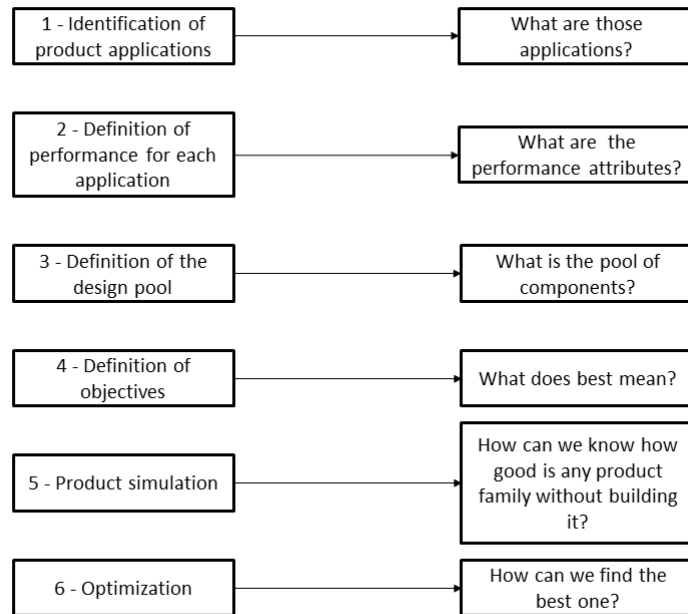 1 - Identification of
product applications
What are those
applications?
2 - Definition of
performance for each
application
What are the
performance attributes?
3 - Definition of the
design pool
What is the pool of
components?
4 - Definition of
objectives
What does best mean?
5 - Product simulation
How can we know how
good is any product
family without building
it?
6 - Optimization
How can we find the
best one?